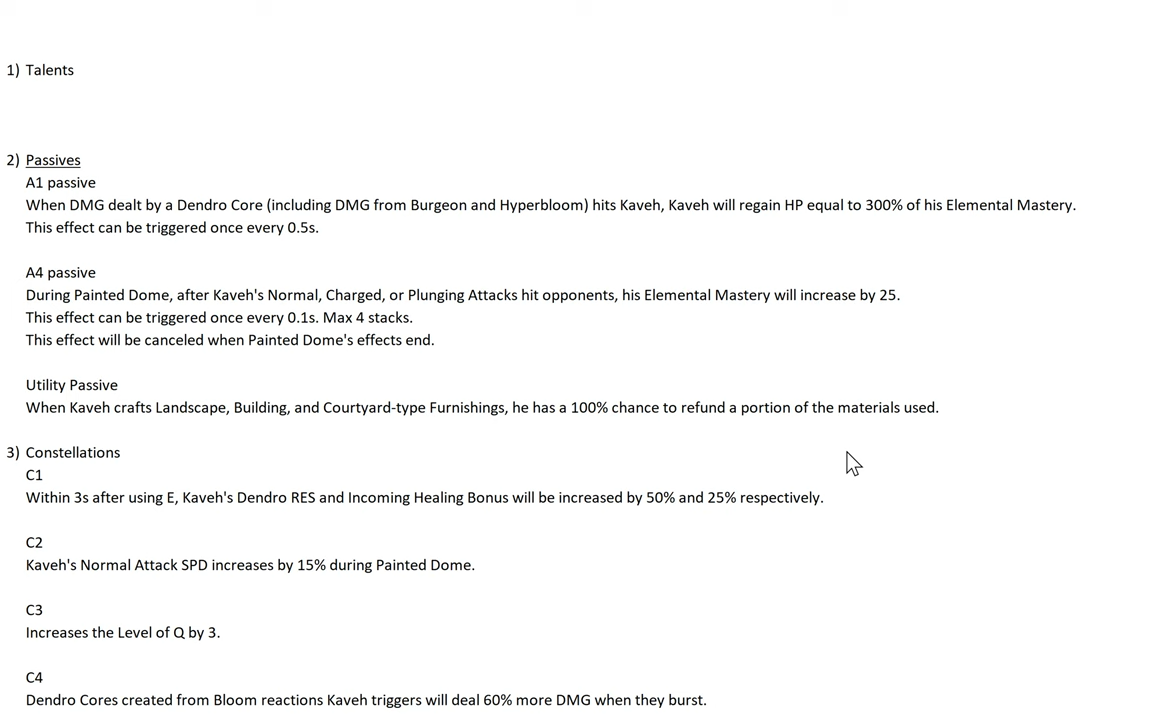 1) Talents
2) Passives
A1 passive
When DMG dealt by a Dendro Core (including DMG from Burgeon and Hyperbloom) hits Kaveh, Kaveh will regain HP equal to 300% of his Elemental Mastery.
This effect can be triggered once every 0.5s.
A4 passive
During Painted Dome, after Kaveh's Normal, Charged, or Plunging Attacks hit opponents, his Elemental Mastery will increase by 25.
This effect can be triggered once every 0.1s. Max 4 stacks.
This effect will be canceled when Painted Dome's effects end.
Utility Passive
When Kaveh crafts Landscape, Building, and Courtyard-type Furnishings, he has a 100% chance to refund a portion of the materials used.
3) Constellations
C1
Within 3s after using E, Kaveh's Dendro RES and Incoming Healing Bonus will be increased by 50% and 25% respectively.
C2
Kaveh's Normal Attack SPD increases by 15% during Painted Dome.
C3
Increases the Level of Q by 3.
C4
Dendro Cores created from Bloom reactions Kaveh triggers will deal 60% more DMG when they burst.